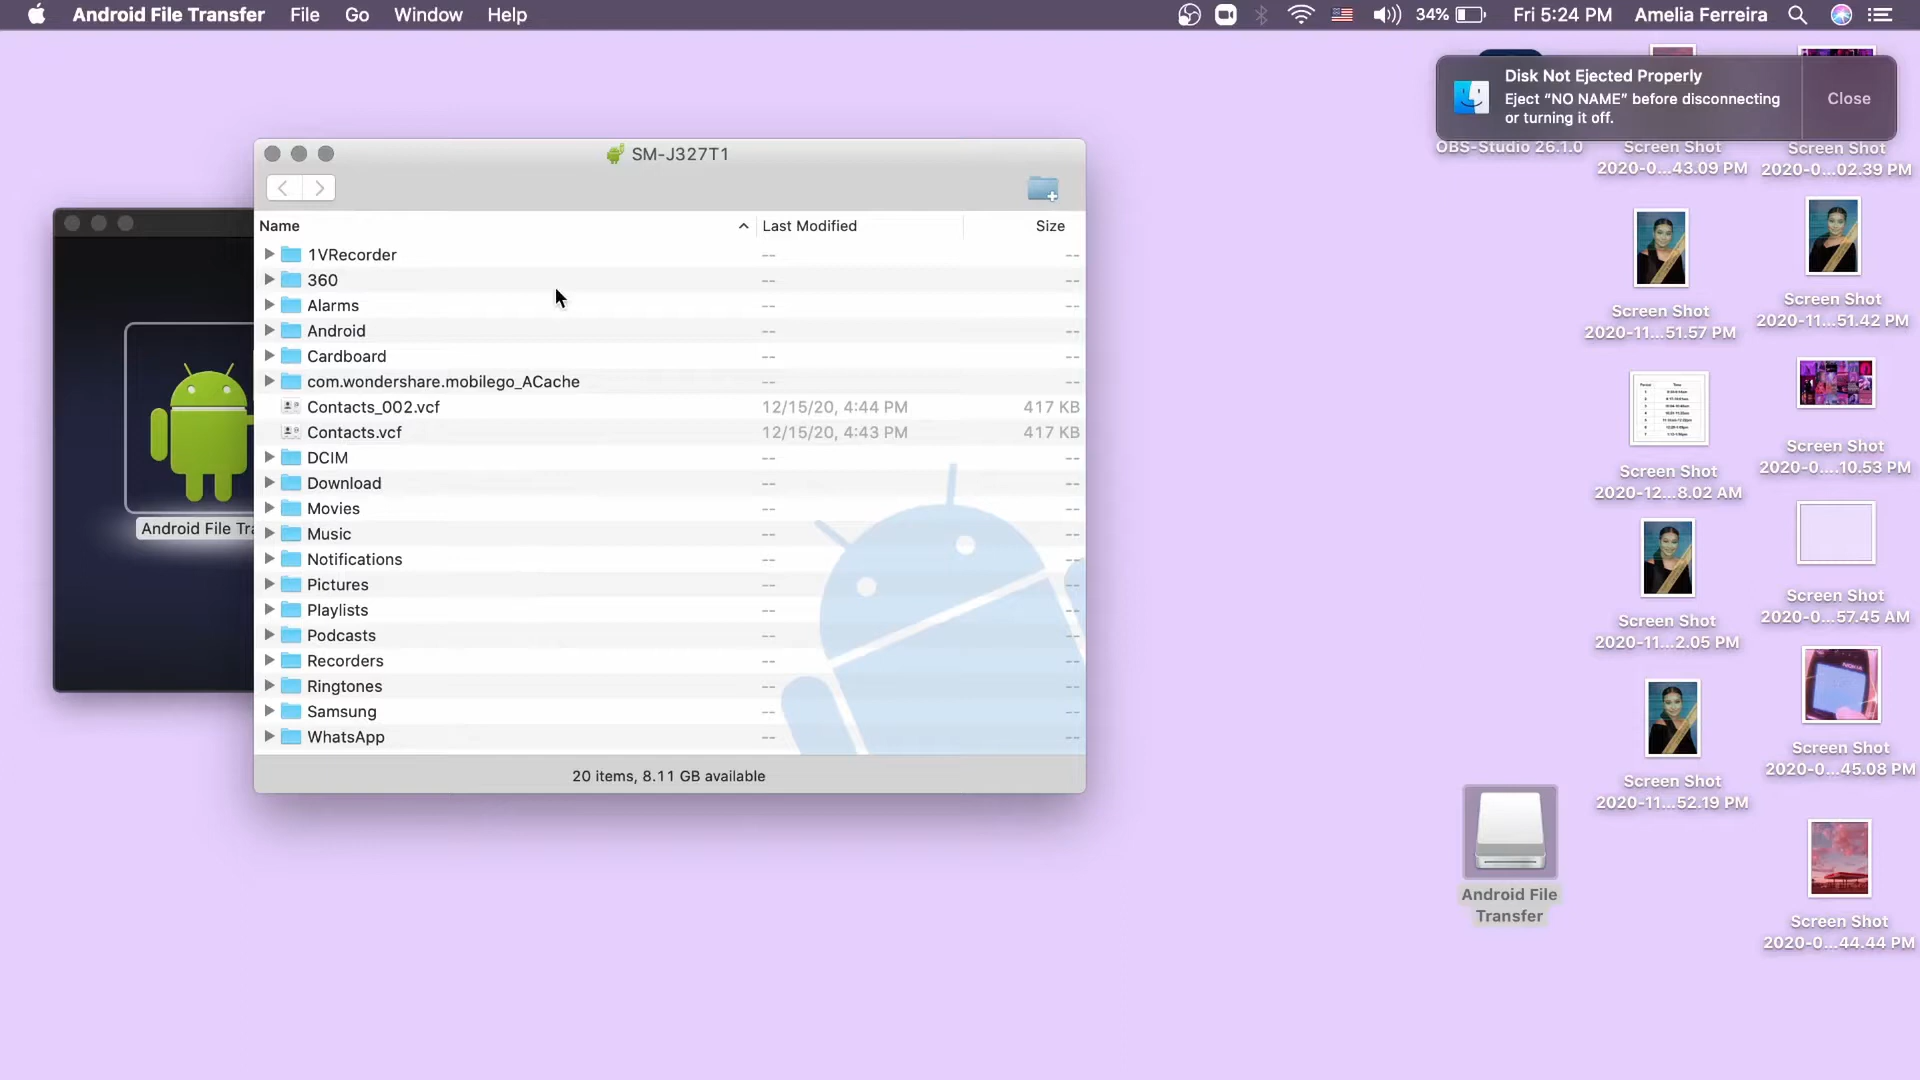 Android File Transfer File Go Window Help 34% Fri 5:24 PM Amelia Ferreira
Disk Not Ejected Properly
Eject “NO NAME” before disconnecting
or turning it off.
Close
SM-J327T1
Name Last Modified Size
1VRecorder -- --
360 -- --
Alarms -- --
Android -- --
Cardboard -- --
com.wondershare.mobilego_ACache -- --
Contacts_002.vcf 12/15/20, 4:44 PM 417 KB
Contacts.vcf 12/15/20, 4:43 PM 417 KB
DCIM -- --
Download -- --
Movies -- --
Music -- --
Notifications -- --
Pictures -- --
Playlists -- --
Podcasts -- --
Recorders -- --
Ringtones -- --
Samsung -- --
WhatsApp -- --
20 items, 8.11 GB available
Android File Tra
OBS-Studio 26.1.0
Android File
Transfer
Screen Shot
2020-0...43.09 PM
Screen Shot
2020-11...51.57 PM
Screen Shot
2020-12...8.02 AM
Screen Shot
2020-11...2.05 PM
Screen Shot
2020-11...52.19 PM
Screen Shot
2020-0...02.39 PM
Screen Shot
2020-11...51.42 PM
Screen Shot
2020-0....10.53 PM
Screen Shot
2020-0...57.45 AM
Screen Shot
2020-0...45.08 PM
Screen Shot
2020-0...44.44 PM